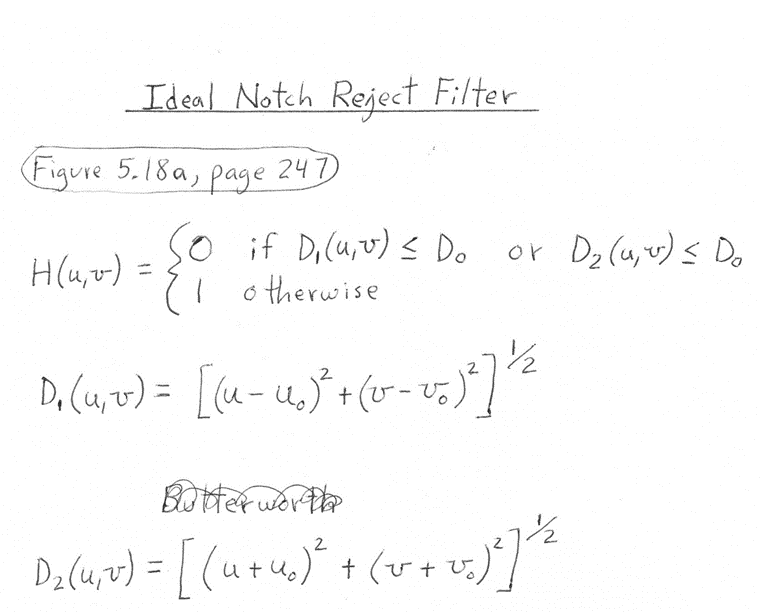 Ideal Notch Reject Filter
Figure 5.18a, page 247
H(u,v) = { 0 if D₁(u,v) ≤ D₀ or D₂(u,v) ≤ D₀
1 otherwise
D₁(u,v) = [(u - u₀)² + (v - v₀)²]^1/2
Butterworth
D₂(u,v) = [(u + u₀)² + (v + v₀)²]^1/2